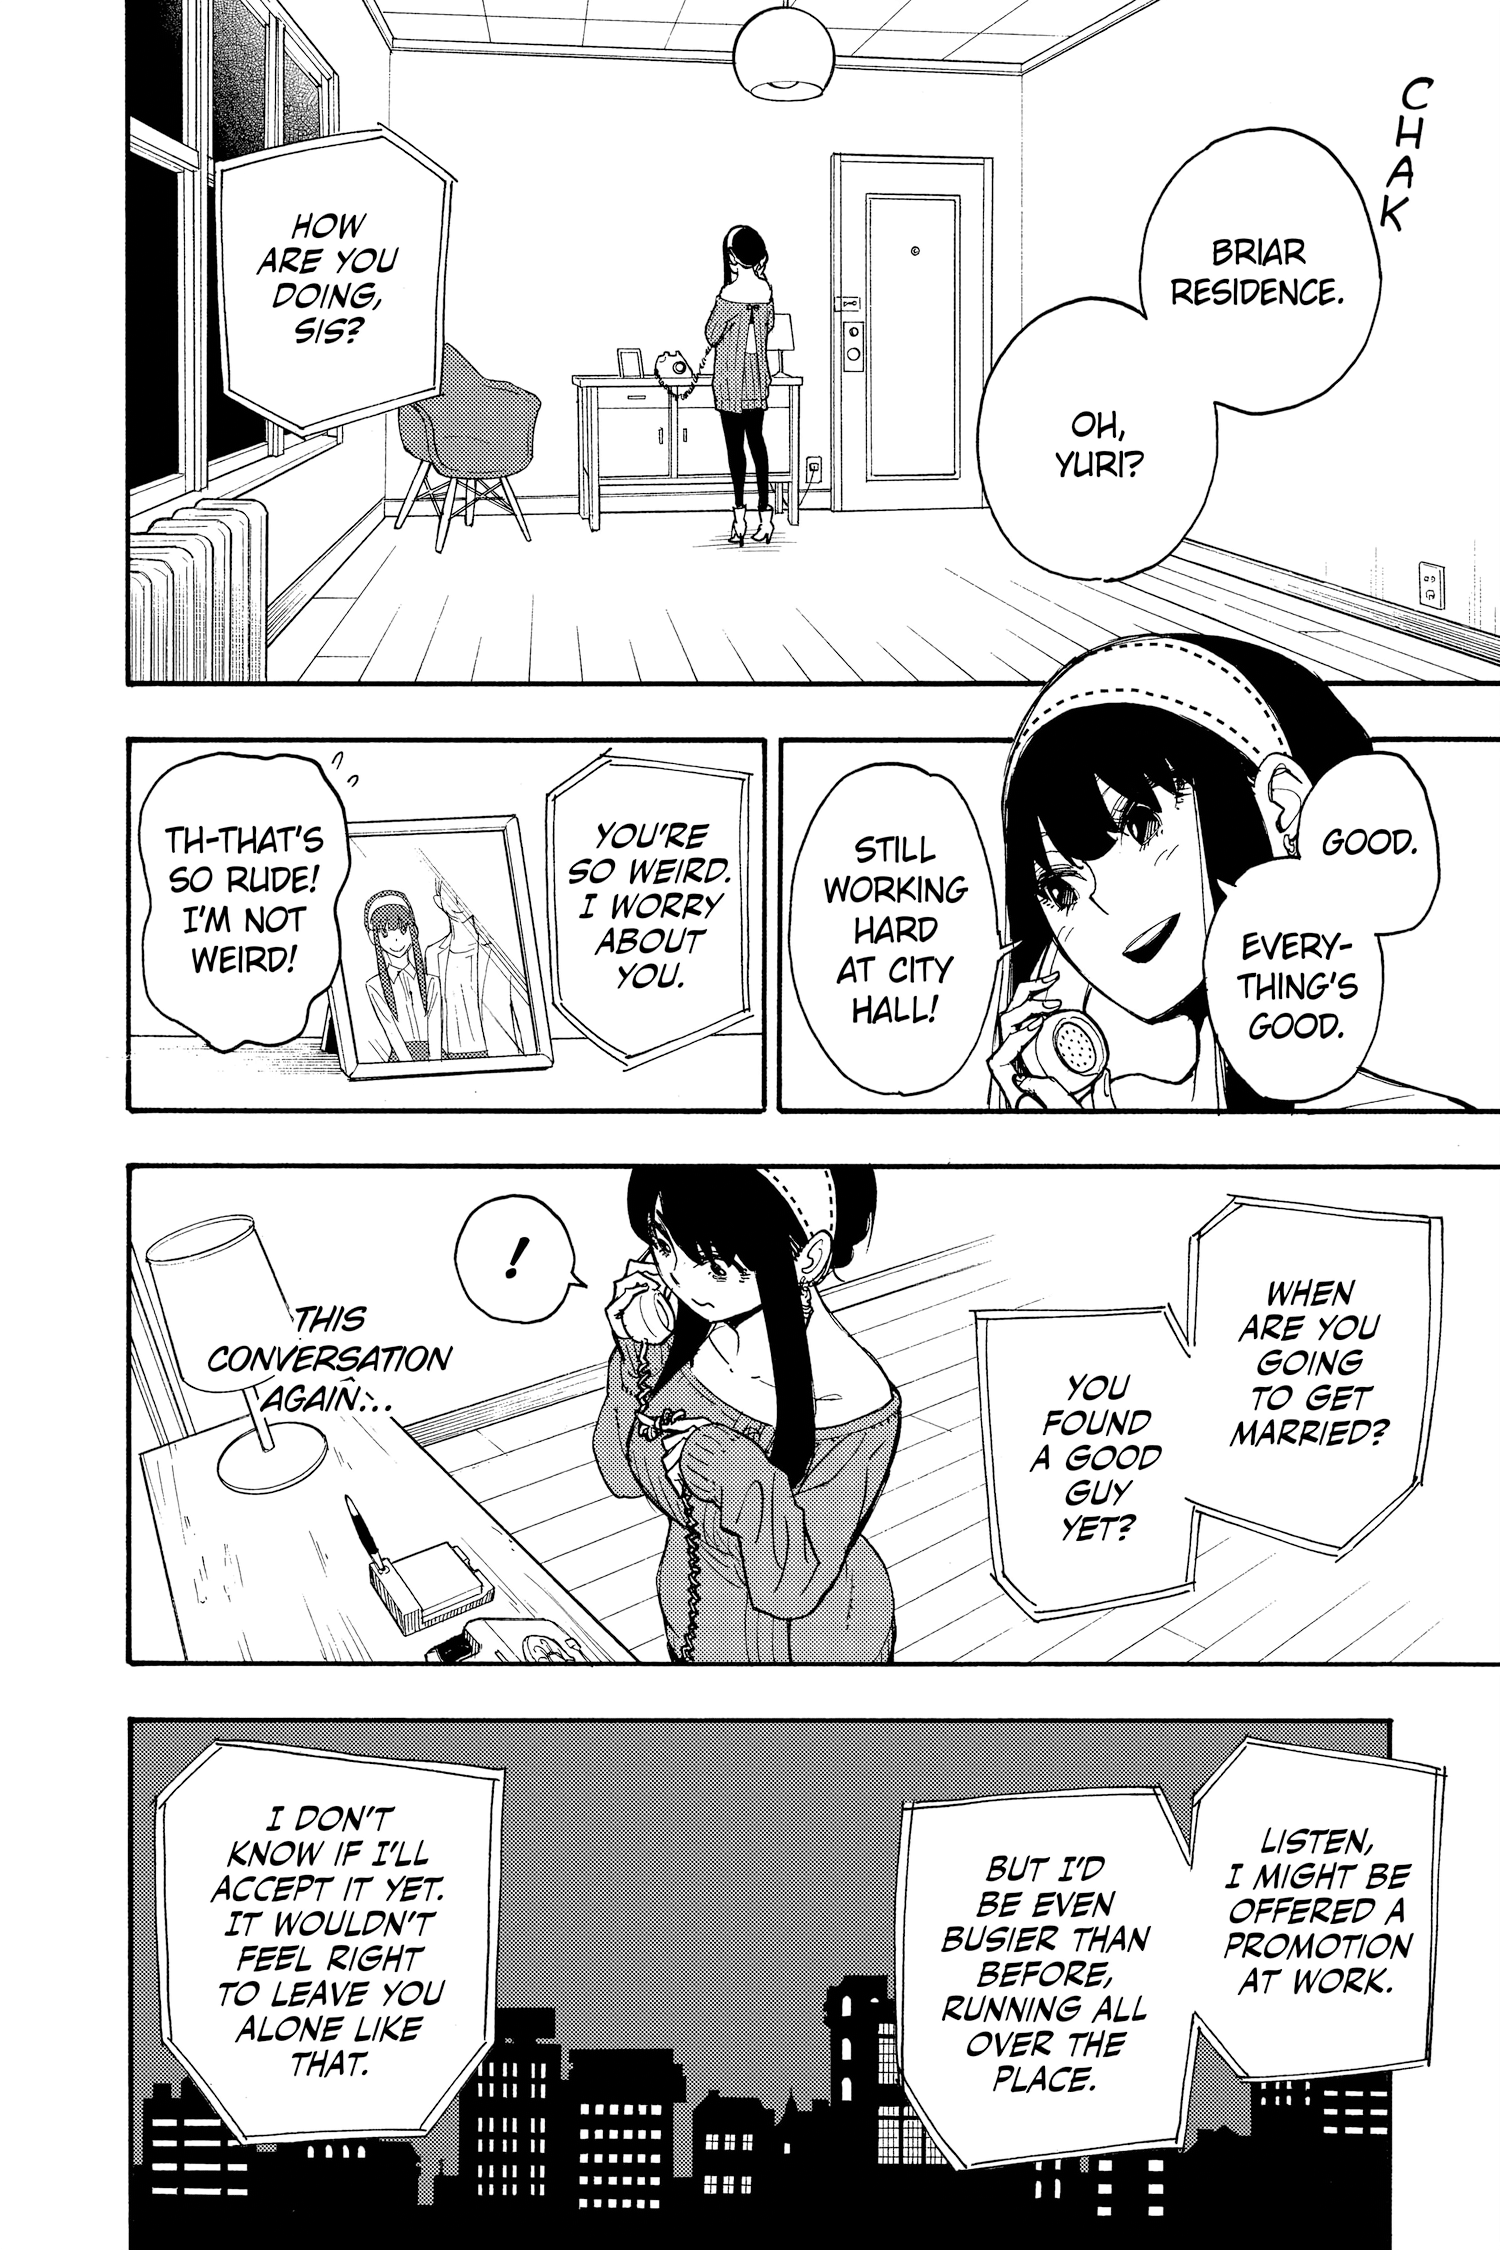 CHAK
BRIAR
RESIDENCE.
OH,
YURI?
HOW
ARE YOU
DOING,
SIS?
GOOD.
EVERY-
THING'S
GOOD.
STILL
WORKING
HARD
AT CITY
HALL!
YOU'RE
SO WEIRD.
I WORRY
ABOUT
YOU.
TH-THAT'S
SO RUDE!
I'M NOT
WEIRD!
WHEN
ARE YOU
GOING
TO GET
MARRIED?
YOU
FOUND
A GOOD
GUY
YET?
!
THIS
CONVERSATION
AGAIN...
LISTEN,
I MIGHT BE
OFFERED A
PROMOTION
AT WORK.
BUT I'D
BE EVEN
BUSIER THAN
BEFORE,
RUNNING ALL
OVER THE
PLACE.
I DON'T
KNOW IF I'LL
ACCEPT IT YET.
IT WOULDN'T
FEEL RIGHT
TO LEAVE YOU
ALONE LIKE
THAT.